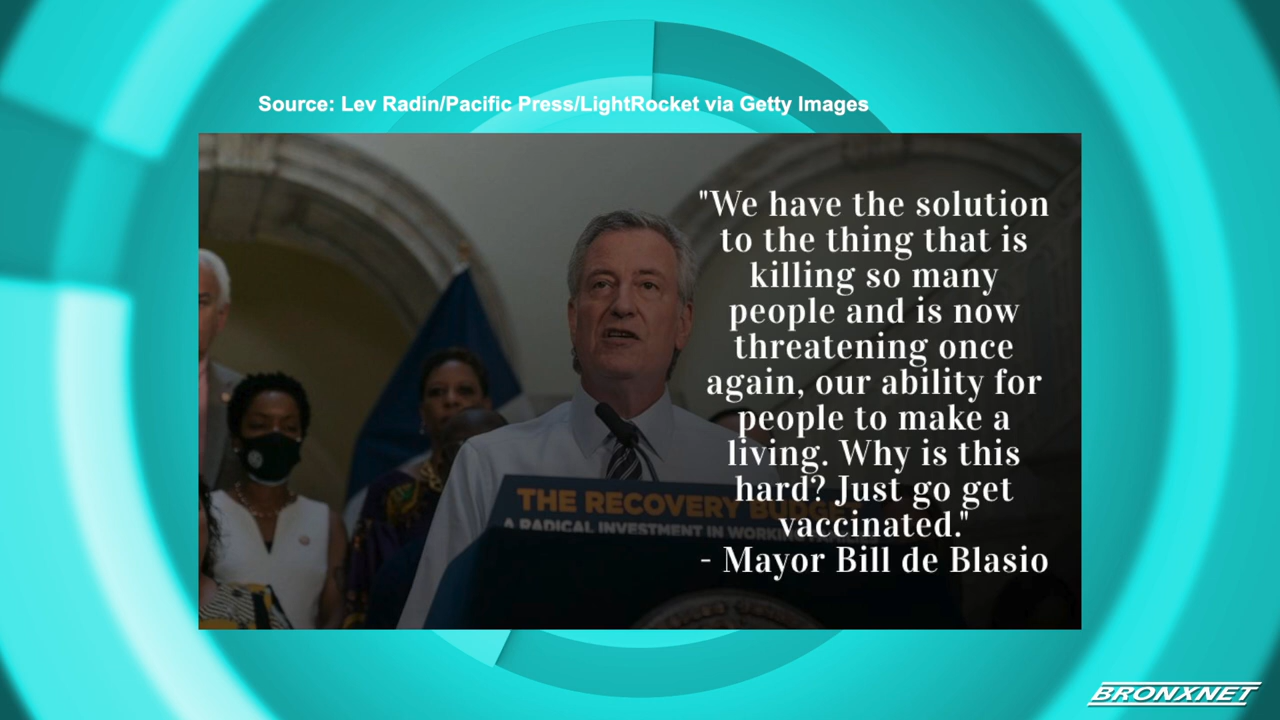 Source: Lev Radin/Pacific Press/LightRocket via Getty Images
"We have the solution
to the thing that is
killing so many
people and is now
threatening once
again, our ability for
people to make a
living. Why is this
hard? Just go get
vaccinated."
- Mayor Bill de Blasio
THE RECOVERY BUDGET
A RADICAL INVESTMENT IN WORKING
BRONXNET